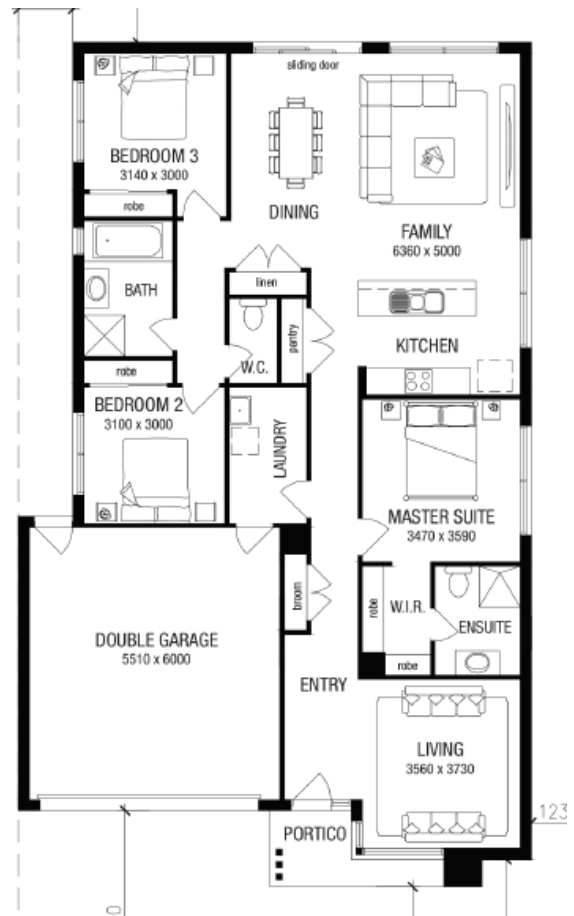 sliding door
BEDROOM 3
3140 x 3000
robe
DINING
FAMILY
6360 x 5000
BATH
linen
pantry
KITCHEN
W.C.
robe
BEDROOM 2
3100 x 3000
LAUNDRY
MASTER SUITE
3470 x 3590
broom
robe
W.I.R.
ENSUITE
DOUBLE GARAGE
5510 x 6000
robe
ENTRY
LIVING
3560 x 3730
PORTICO
123
0